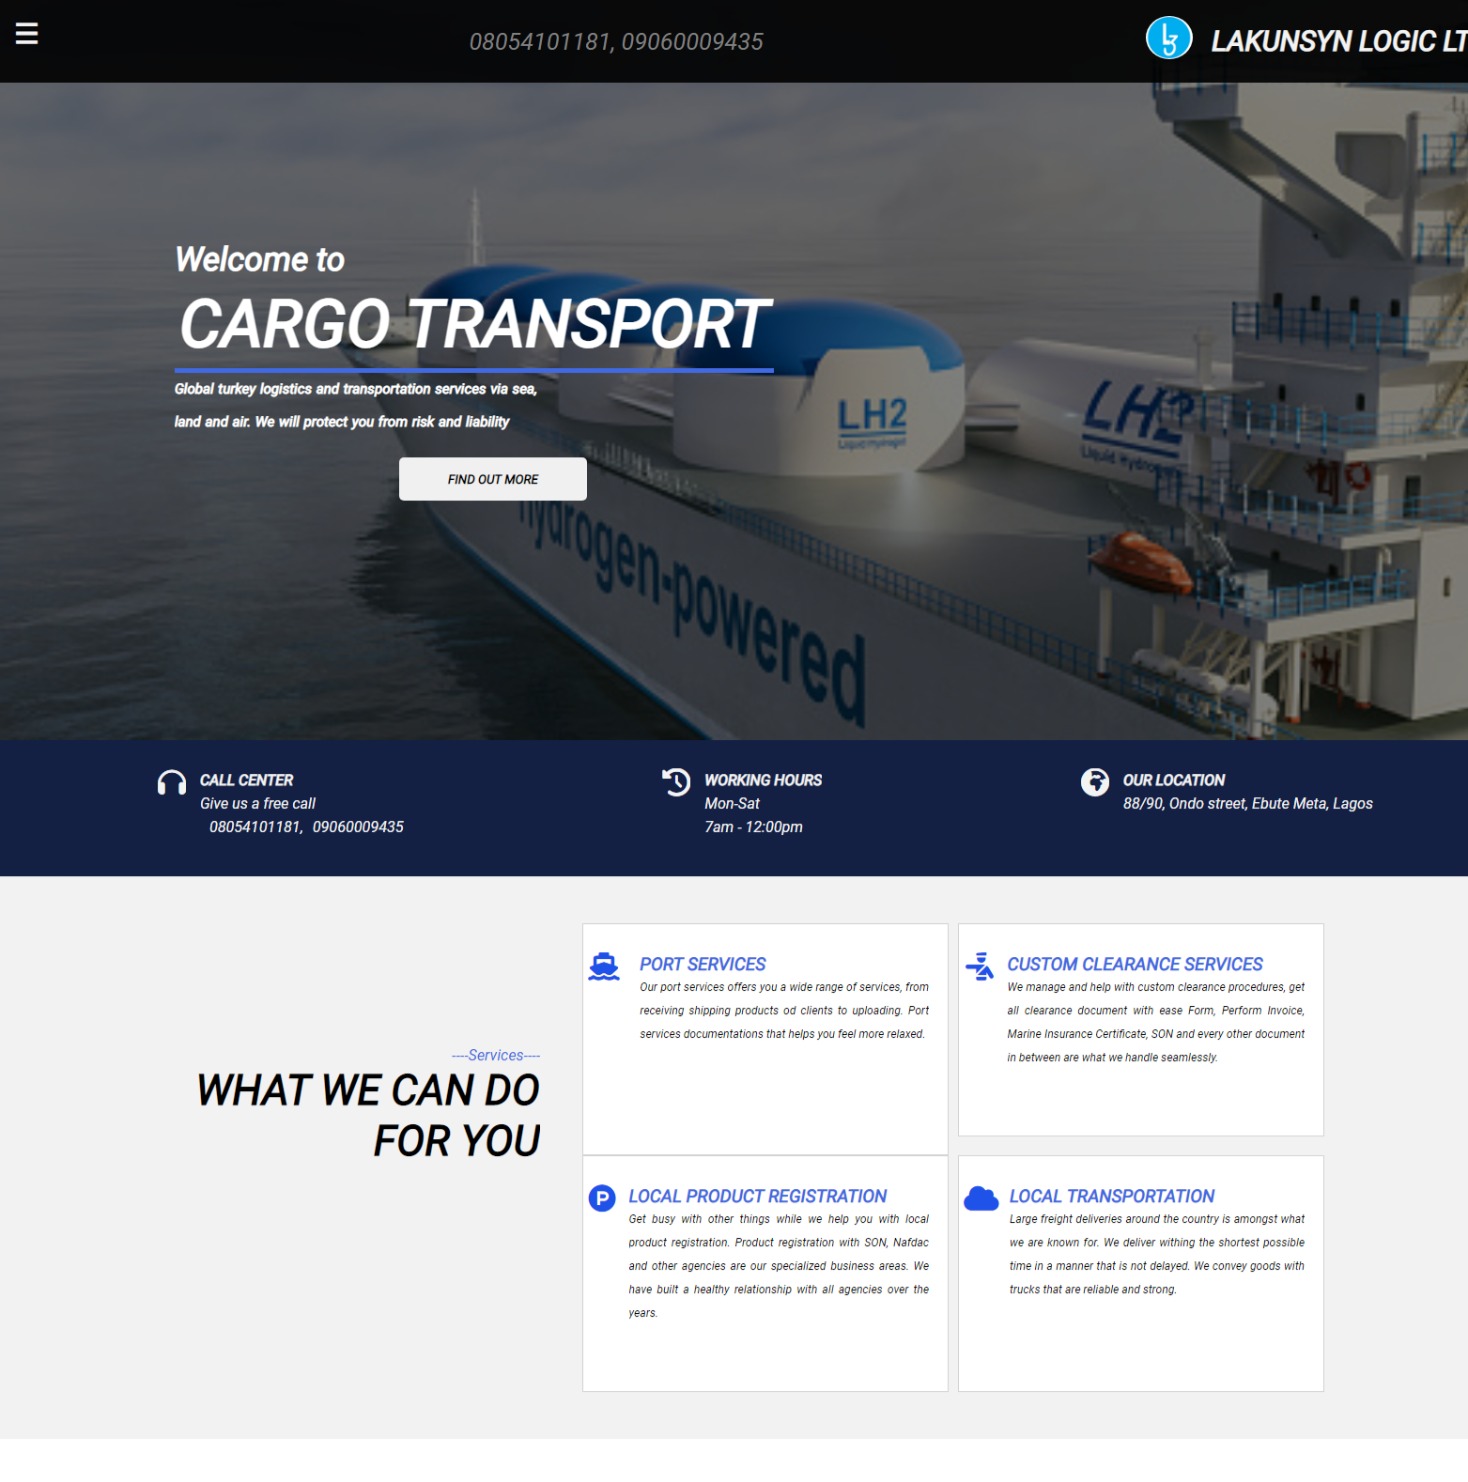 08054101181, 09060009435
LAKUNSYN LOGIC LT
Welcome to
CARGO TRANSPORT
Global turkey logistics and transportation services via sea,
land and air. We will protect you from risk and liability
FIND OUT MORE
LH2
Liquid Hydrogen
LH2
Liquid Hydrogen
hydrogen-powered
CALL CENTER
Give us a free call
08054101181, 09060009435
WORKING HOURS
Mon-Sat
7am - 12:00pm
OUR LOCATION
88/90, Ondo street, Ebute Meta, Lagos
----Services----
WHAT WE CAN DO
FOR YOU
PORT SERVICES
Our port services offers you a wide range of services, from
receiving shipping products od clients to uploading. Port
services documentations that helps you feel more relaxed.
CUSTOM CLEARANCE SERVICES
We manage and help with custom clearance procedures, get
all clearance document with ease Form, Perform Invoice,
Marine Insurance Certificate, SON and every other document
in between are what we handle seamlessly.
P
LOCAL PRODUCT REGISTRATION
Get busy with other things while we help you with local
product registration. Product registration with SON, Nafdac
and other agencies are our specialized business areas. We
have built a healthy relationship with all agencies over the
years.
LOCAL TRANSPORTATION
Large freight deliveries around the country is amongst what
we are known for. We deliver withing the shortest possible
time in a manner that is not delayed. We convey goods with
trucks that are reliable and strong.